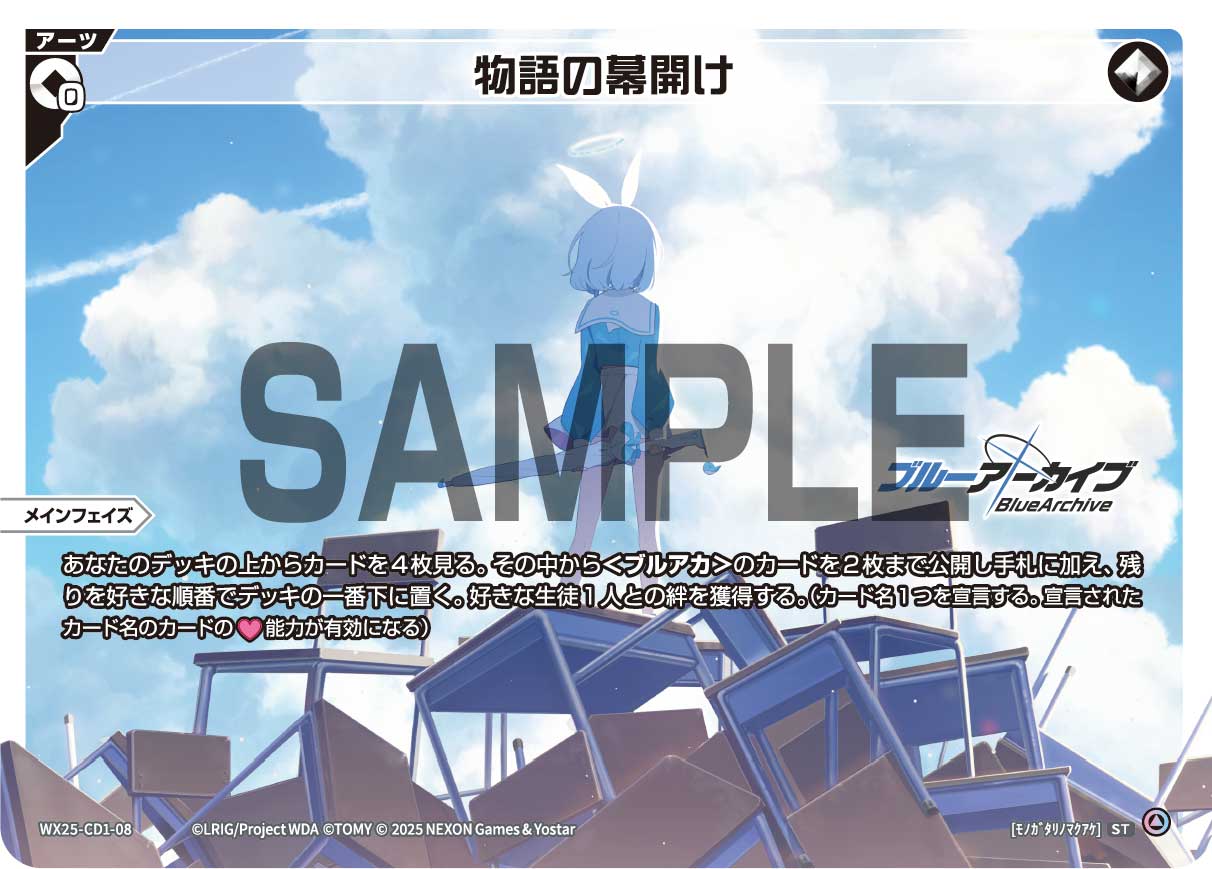 アーツ
0
物語の幕開け
SAMPLE
ブルーアーカイブ
BlueArchive
メインフェイズ
あなたのデッキの上からカードを４枚見る。その中から<ブルアカ>のカードを２枚まで公開し手札に加え、残
りを好きな順番でデッキの一番下に置く。好きな生徒１人との絆を獲得する。(カード名１つを宣言する。宣言された
カード名のカードの♥能力が有効になる)
WX25-CD1-08
©LRIG/Project WDA ©TOMY © 2025 NEXON Games & Yostar
[モノガタリノマクアケ] ST